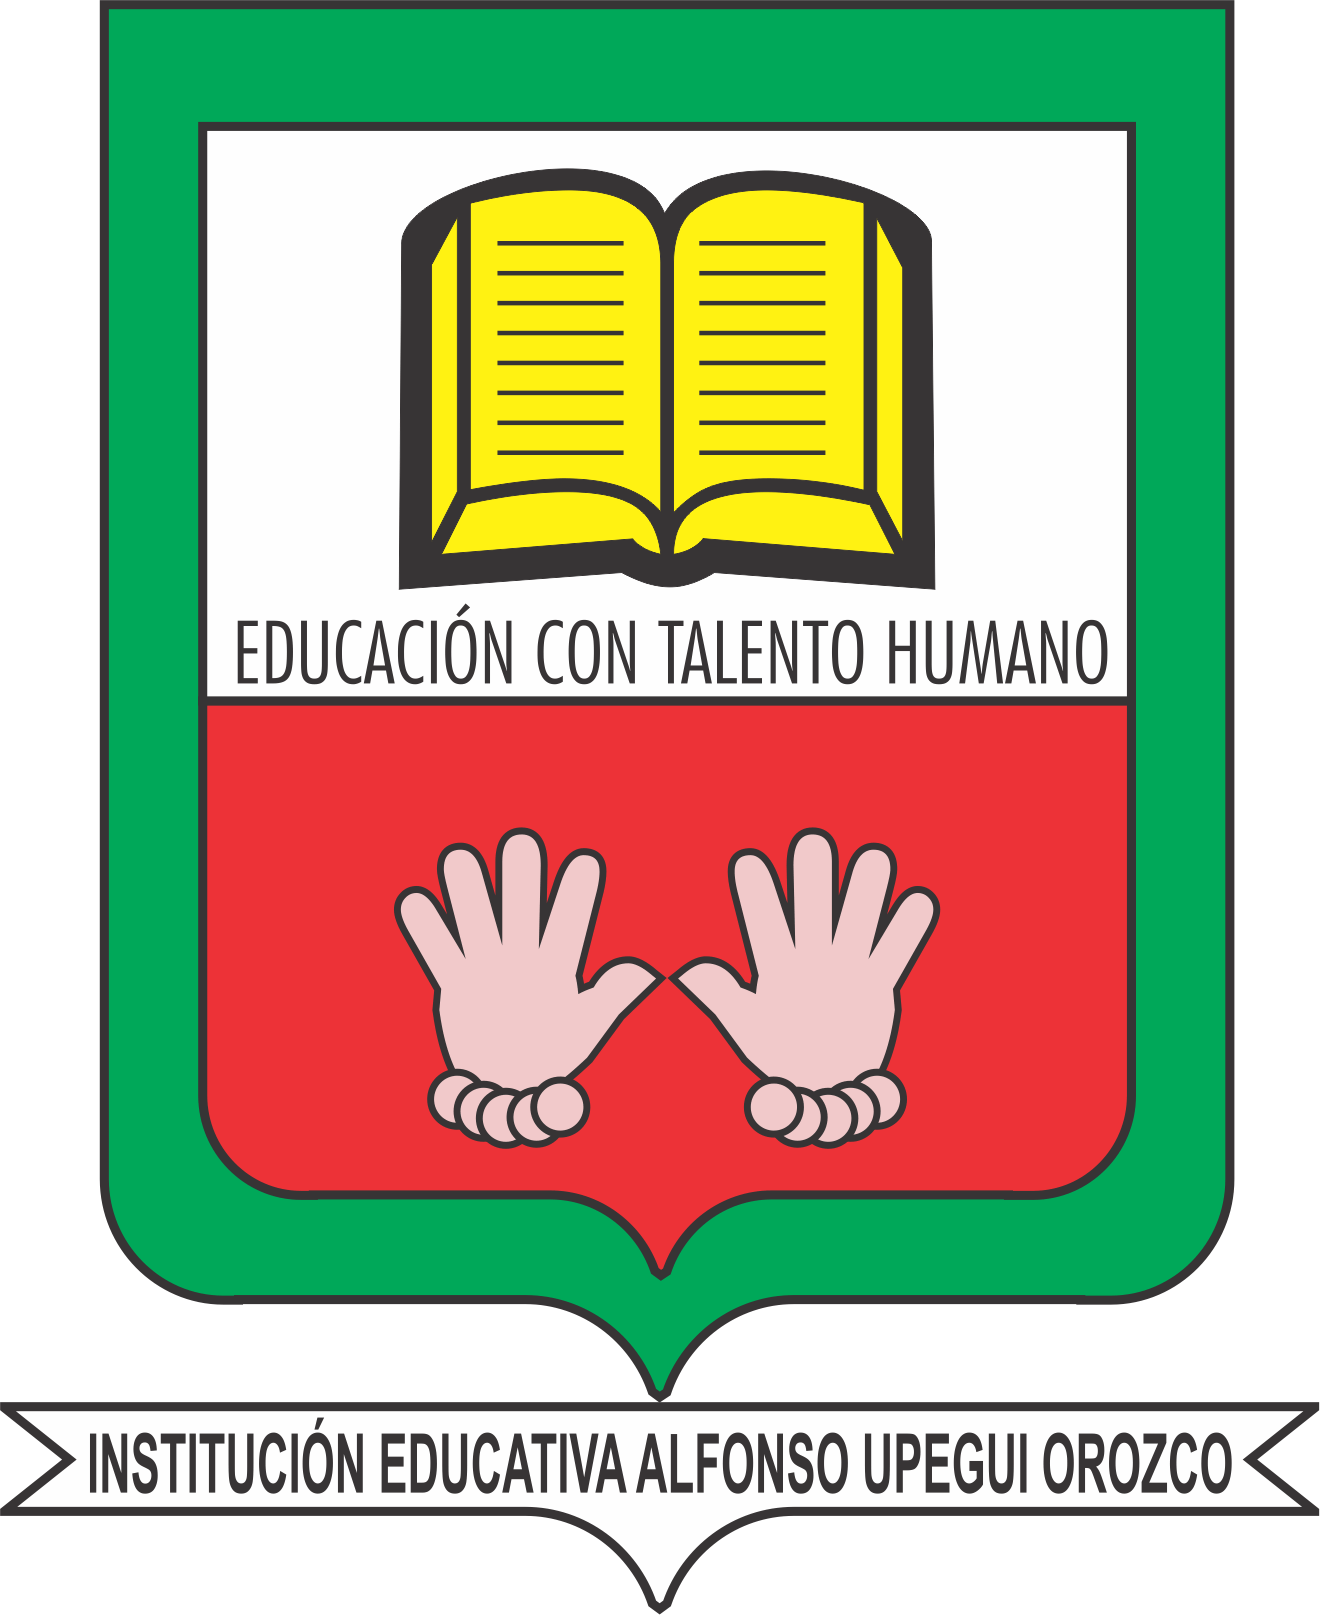 EDUCACIÓN CON TALENTO HUMANO
INSTITUCIÓN EDUCATIVA ALFONSO UPEGUI OROZCO